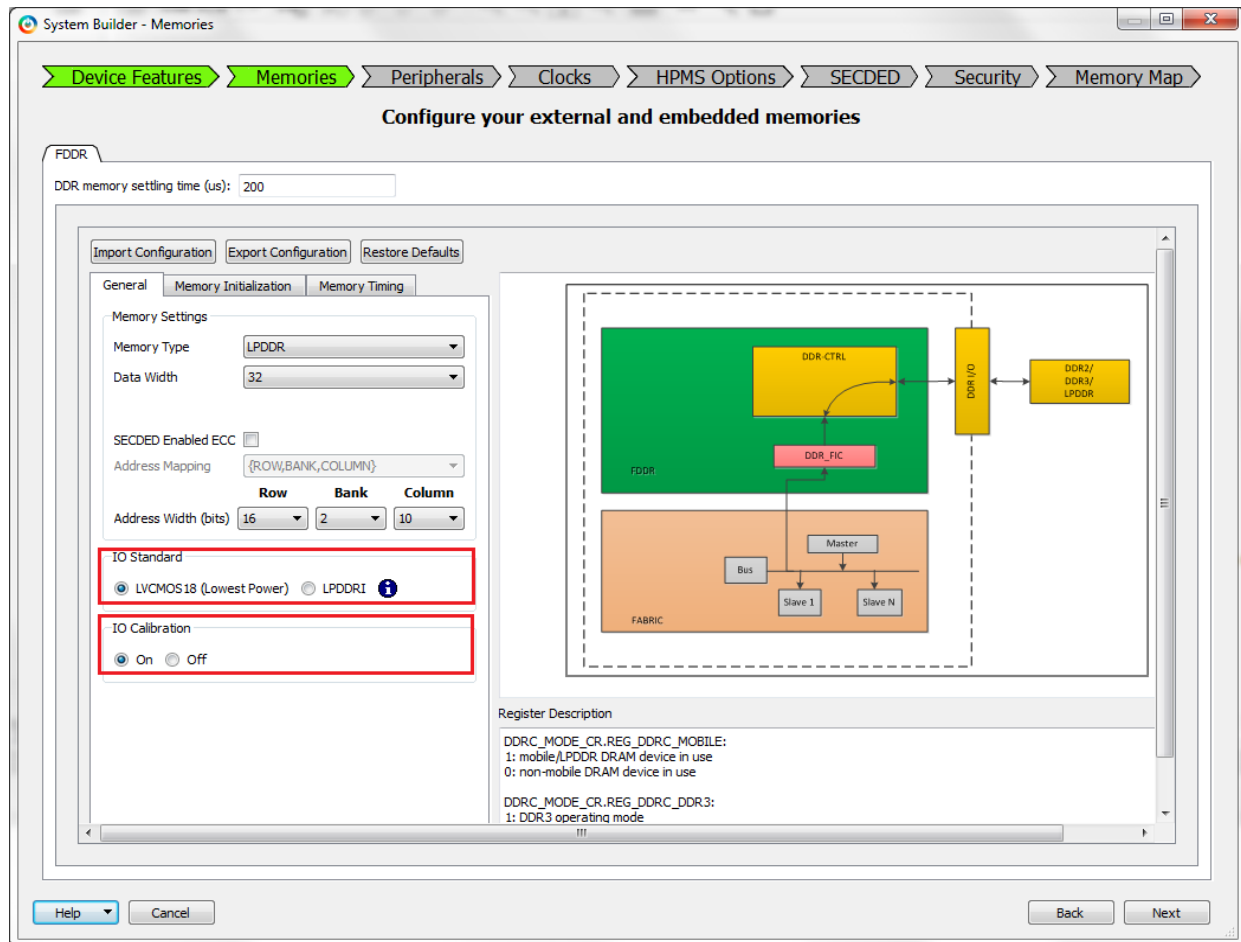 System Builder - Memories
Device Features Memories Peripherals Clocks HPMS Options SECDED Security Memory Map
Configure your external and embedded memories
FDDR
DDR memory settling time (us): 200
Import Configuration Export Configuration Restore Defaults
General Memory Initialization Memory Timing
Memory Settings
Memory Type LPDDR
Data Width 32
SECDED Enabled ECC
Address Mapping {ROW,BANK,COLUMN}
Row Bank Column
Address Width (bits) 16 2 10
IO Standard
LVCMOS18 (Lowest Power) LPDDRI
IO Calibration
On Off
DDR-CTRL
DDR I/O
DDR2/
DDR3/
LPDDR
DDR_FIC
FDDR
Master
Bus
Slave 1 Slave N
FABRIC
Register Description
DDRC_MODE_CR.REG_DDRC_MOBILE:
1: mobile/LPDDR DRAM device in use
0: non-mobile DRAM device in use
DDRC_MODE_CR.REG_DDRC_DDR3:
1: DDR3 operating mode
Help Cancel Back Next